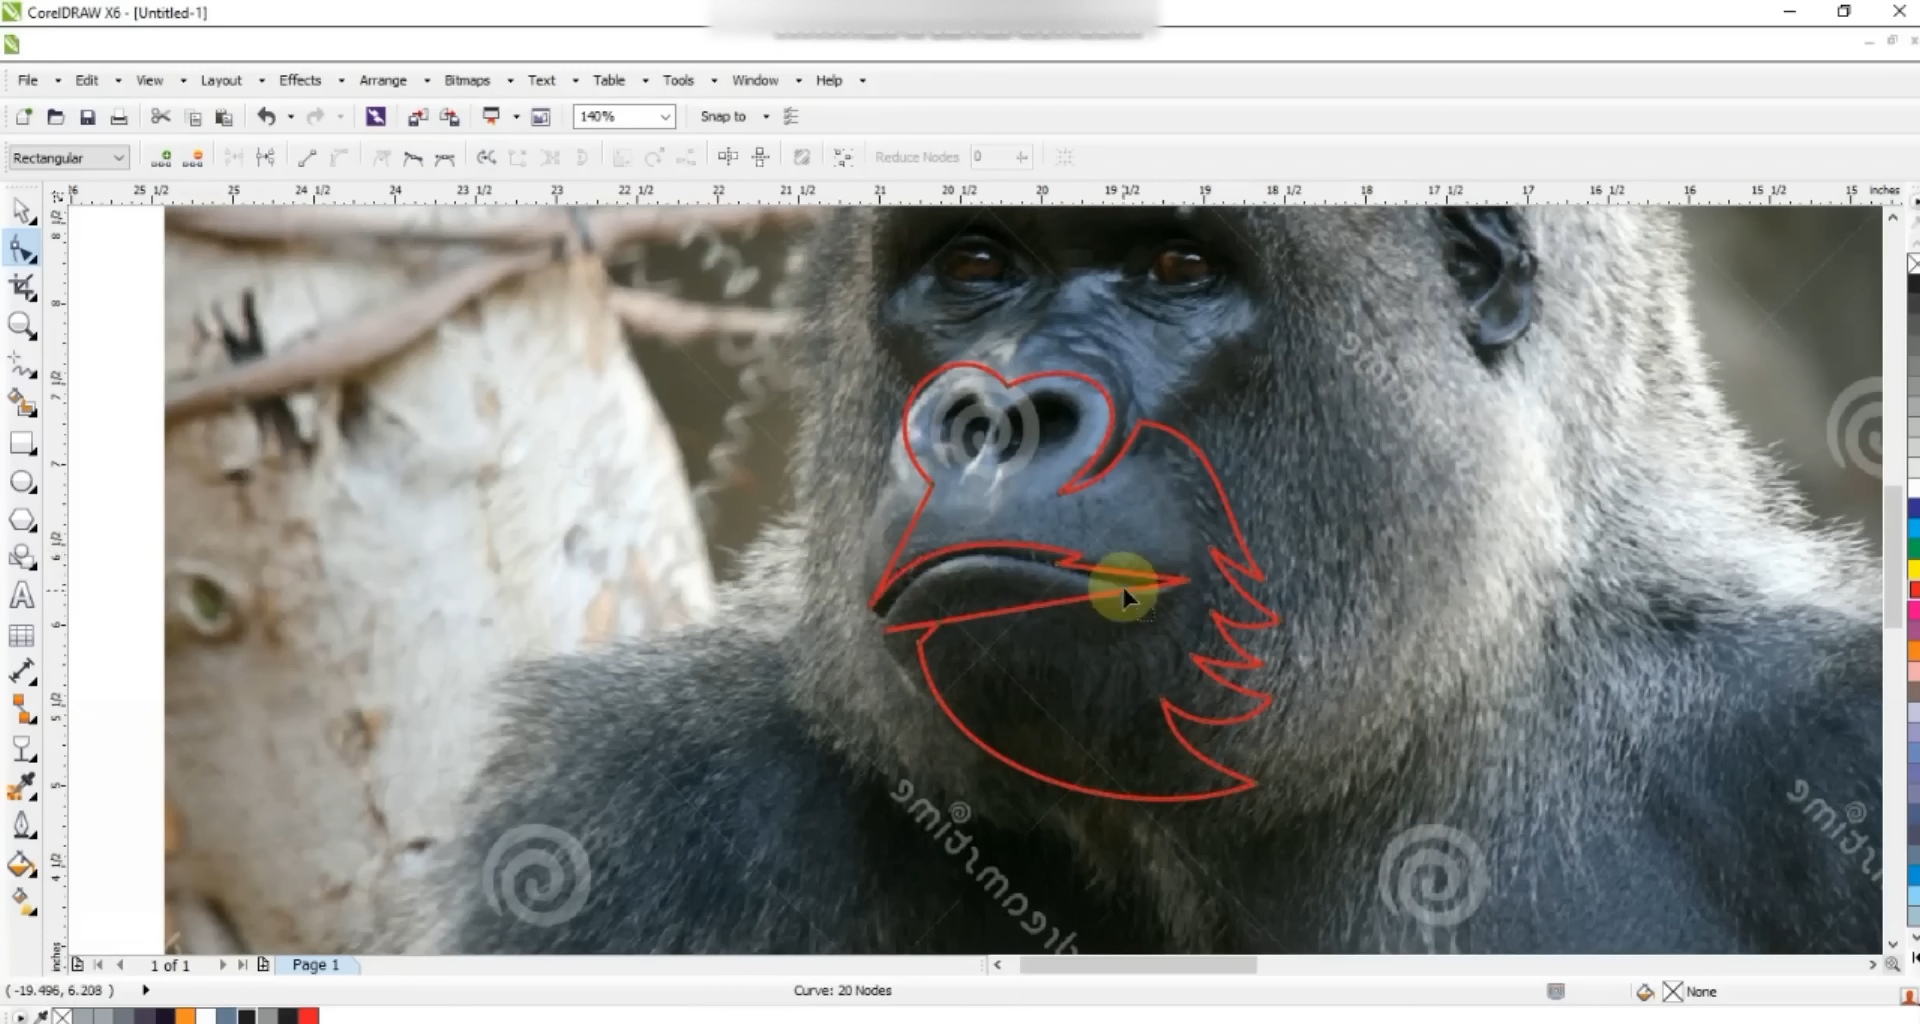 CorelDRAW X6 - [Untitled-1]
File Edit View Layout Effects Arrange Bitmaps Text Table Tools Window Help
140% Snap to
Rectangular Reduce Nodes 0
25 1/2 25 24 1/2 24 23 1/2 23 22 1/2 22 21 1/2 21 20 1/2 20 19 1/2 19 18 1/2 18 17 1/2 17 16 1/2 16 15 1/2 15 inches
dreamstime
1 of 1 Page 1
inches
( -19.496, 6.208 ) Curve: 20 Nodes None